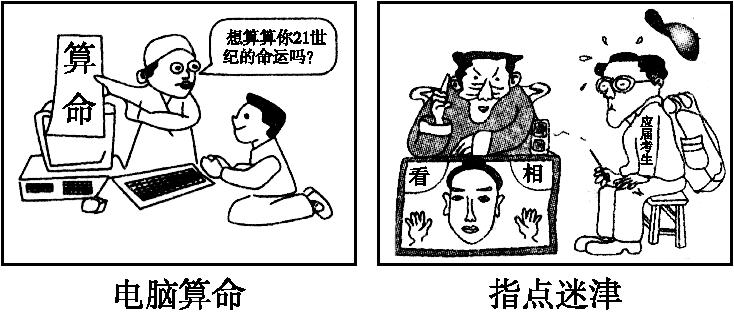 算
命
想算算你21世
纪的命运吗?
电脑算命
应届考生
看 相
指点迷津